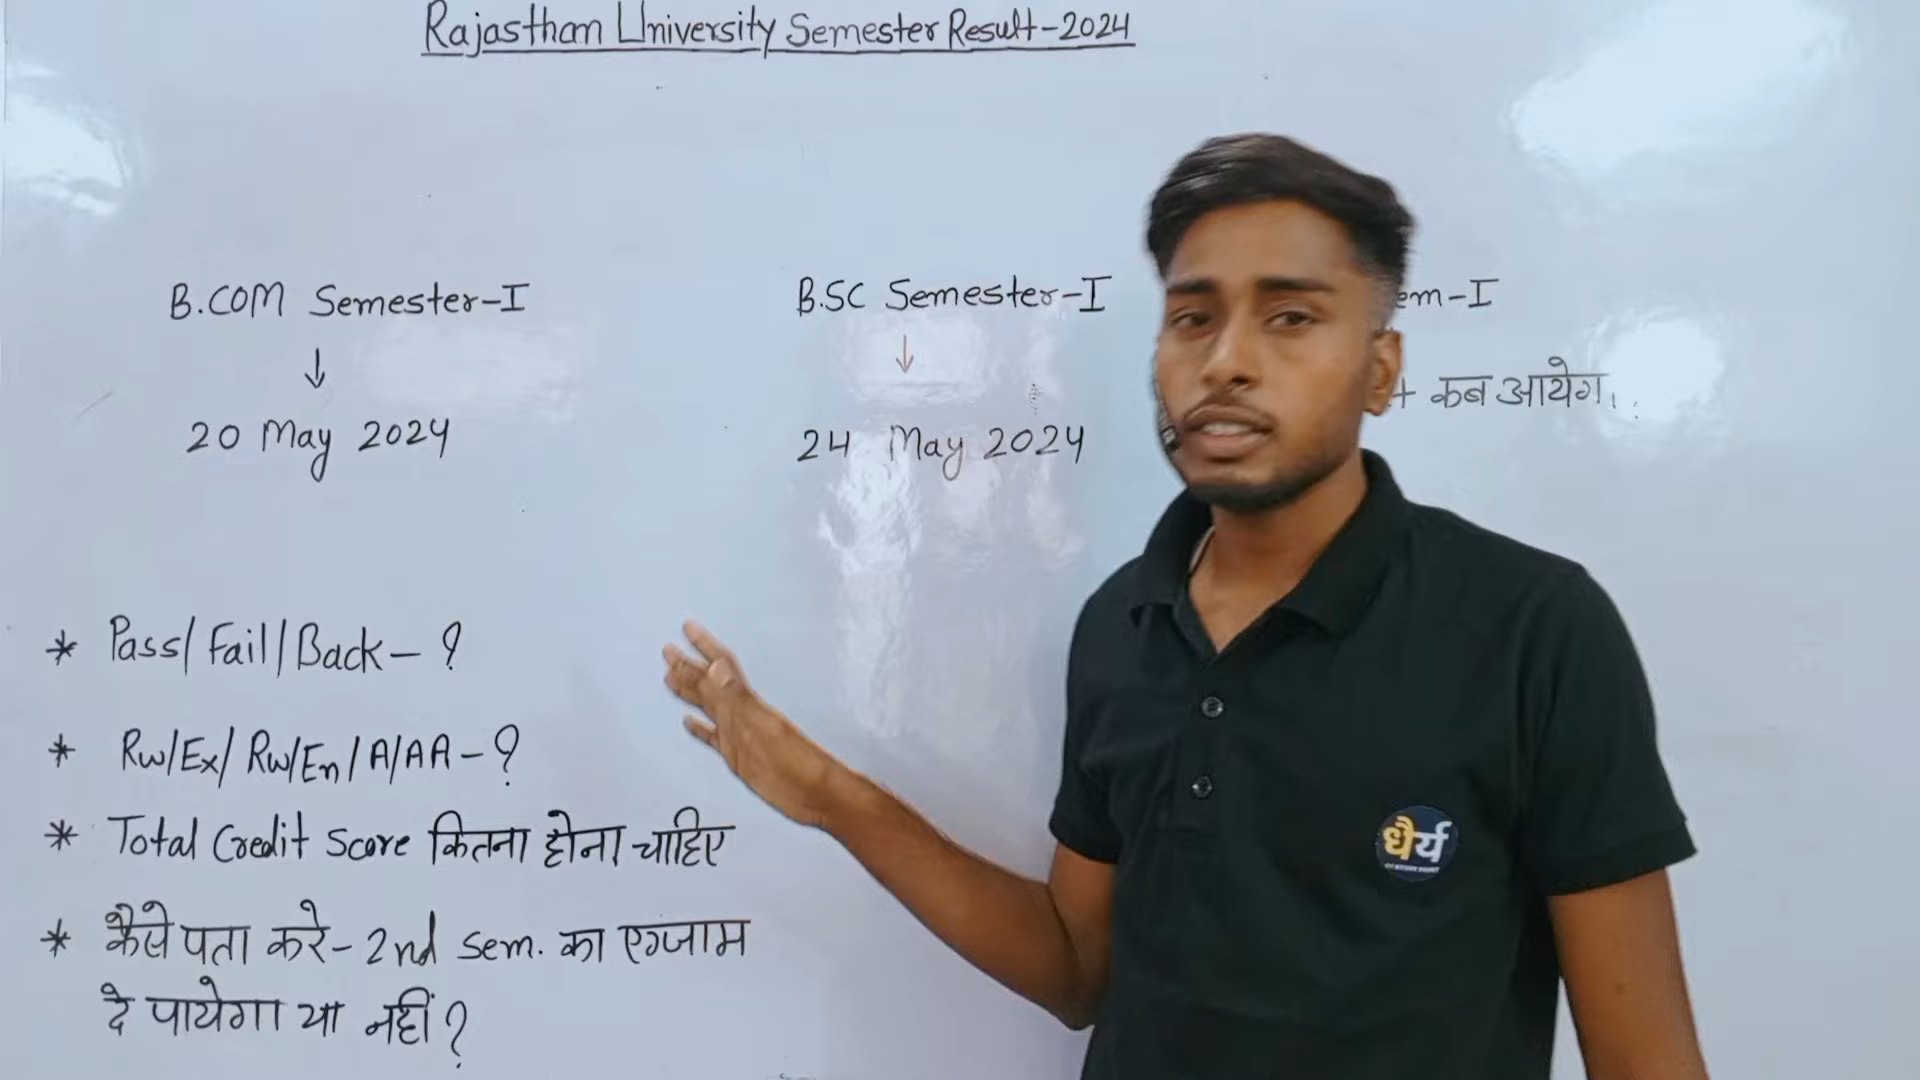 Rajasthan University Semester Result-2024
B.COM Semester-I
↓
20 May 2024
B.SC Semester-I
↓
24 May 2024
em-I
कब आयेगा
* Pass/Fail/Back-?
* Rw/Ex/Rw/En/A/AA-?
* Total Credit Score कितना होना चाहिए
* कैसे पता करे-2nd sem. का एग्जाम
दे पायेगा या नहीं?
धैर्य